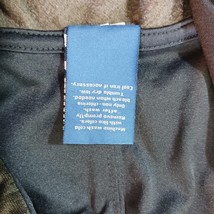 Machine wash cold
with like colors.
Remove promptly
after wash.
Only non-chlorine
bleach when needed.
Tumble dry low.
Cool iron if necessary.